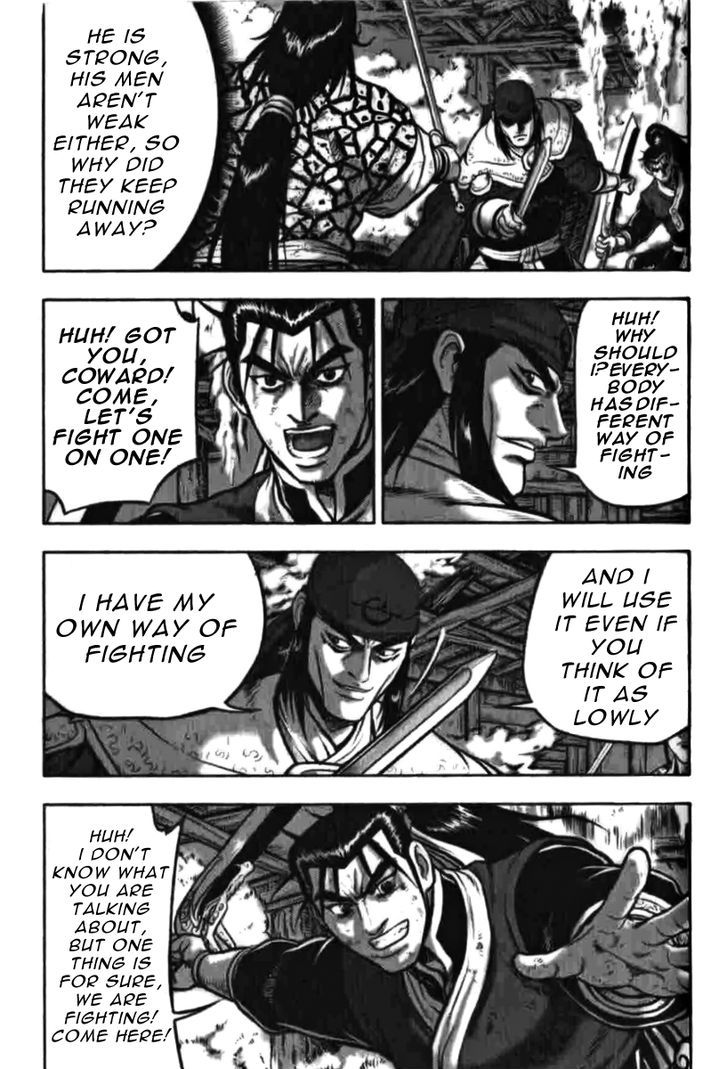 HE IS
STRONG,
HIS MEN
AREN'T
WEAK
EITHER, SO
WHY DID
THEY KEEP
RUNNING
AWAY?
HUH! GOT
YOU,
COWARD!
COME,
LET'S
FIGHT ONE
ON ONE!
HUH!
WHY
SHOULD
I?EVERY-
BODY
HAS DIF-
FERENT
WAY OF
FIGHT-
ING
I HAVE MY
OWN WAY OF
FIGHTING
AND I
WILL USE
IT EVEN IF
YOU
THINK OF
IT AS
LOWLY
HUH!
I DON'T
KNOW WHAT
YOU ARE
TALKING
ABOUT,
BUT ONE
THING IS
FOR SURE,
WE ARE
FIGHTING!
COME HERE!